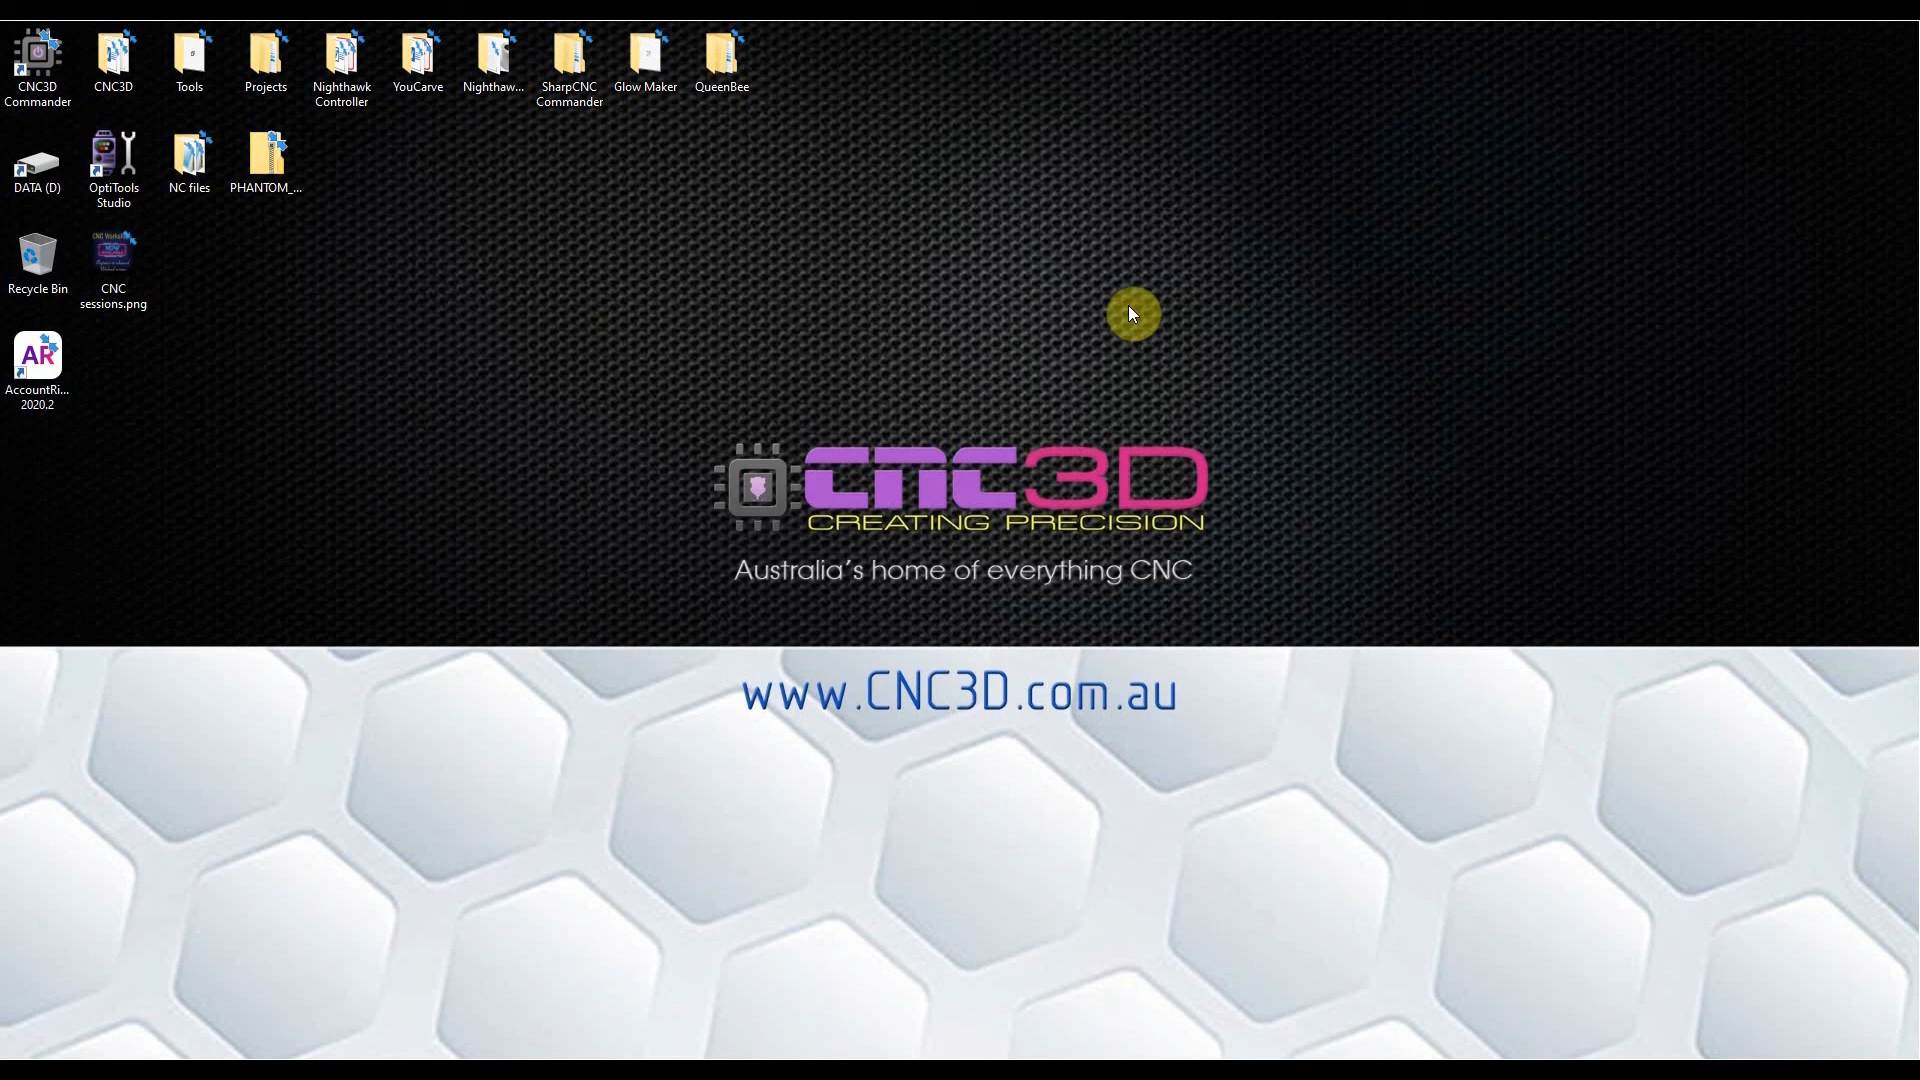 CNC3D
Commander
CNC3D
Tools
Projects
Nighthawk
Controller
YouCarve
Nighthaw...
SharpCNC
Commander
Glow Maker
QueenBee
DATA (D)
OptiTools
Studio
NC files
PHANTOM_...
Recycle Bin
CNC
sessions.png
AR
AccountRi...
2020.2
CNC3D
CREATING PRECISION
Australia's home of everything CNC
www.CNC3D.com.au